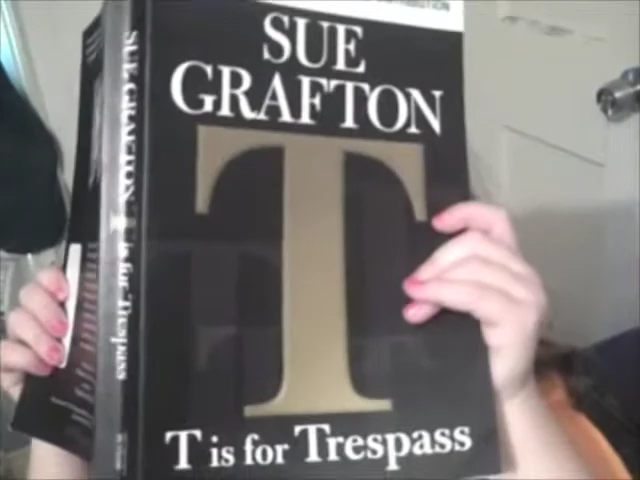 SUE
GRAFTON
T
T is for Trespass
SUE GRAFTON T is for Trespass